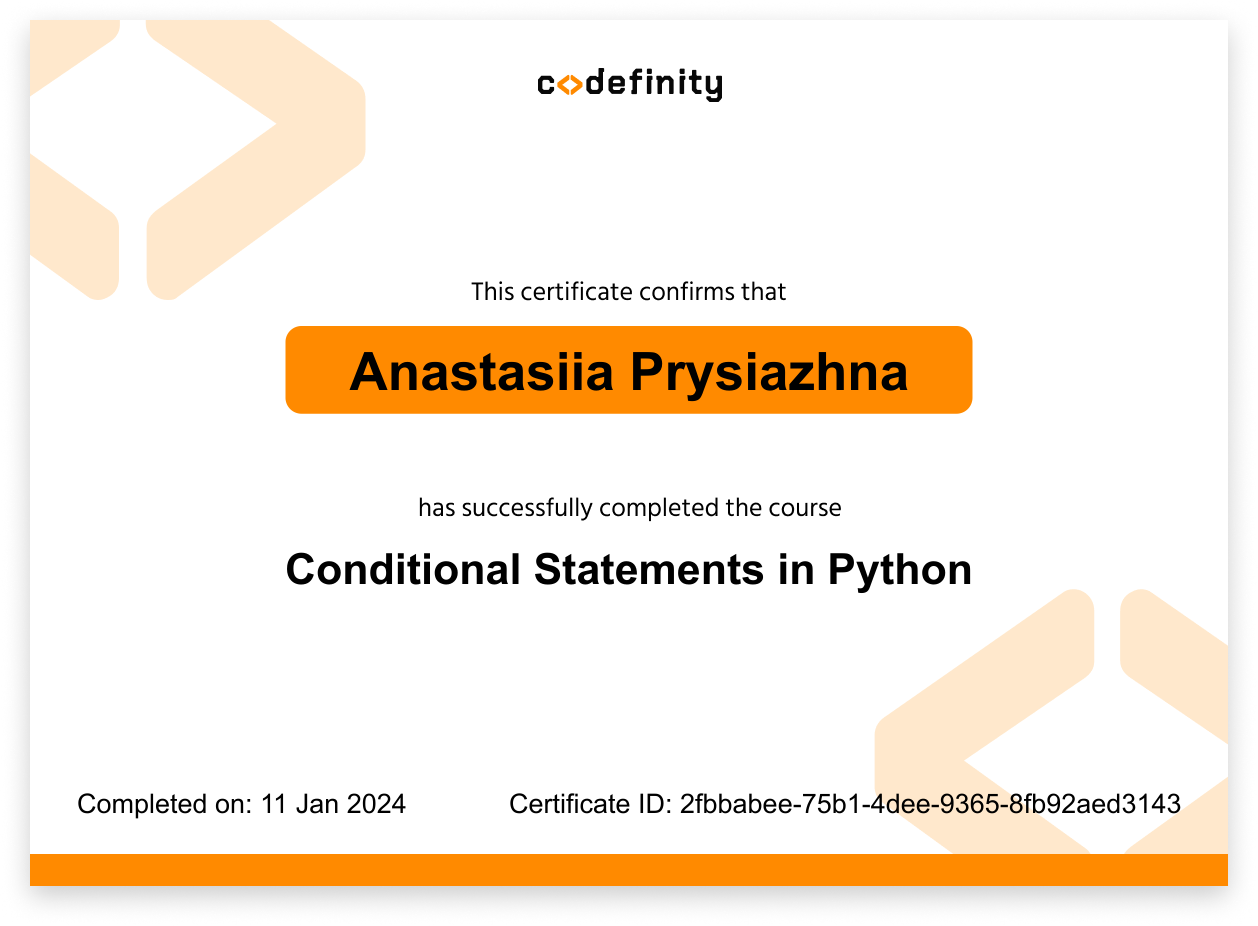 codefinity
This certificate confirms that
Anastasiia Prysiazhna
has successfully completed the course
Conditional Statements in Python
Completed on: 11 Jan 2024
Certificate ID: 2fbbabee-75b1-4dee-9365-8fb92aed3143